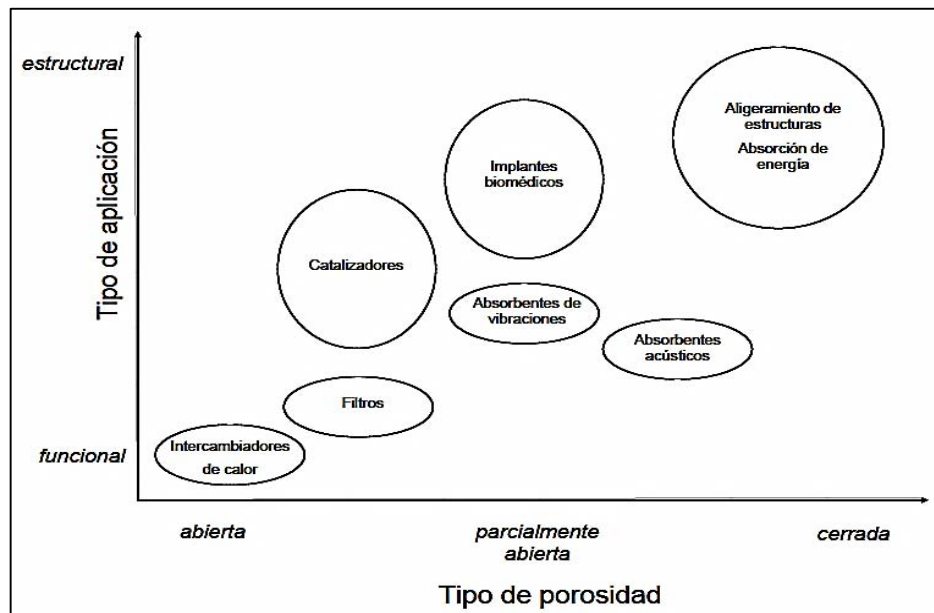 estructural
Tipo de aplicación
funcional
Aligeramiento de
estructuras
Absorción de
energía
Implantes
biomédicos
Catalizadores
Absorbentes de
vibraciones
Absorbentes
acústicos
Filtros
Intercambiadores
de calor
abierta
parcialmente
abierta
cerrada
Tipo de porosidad